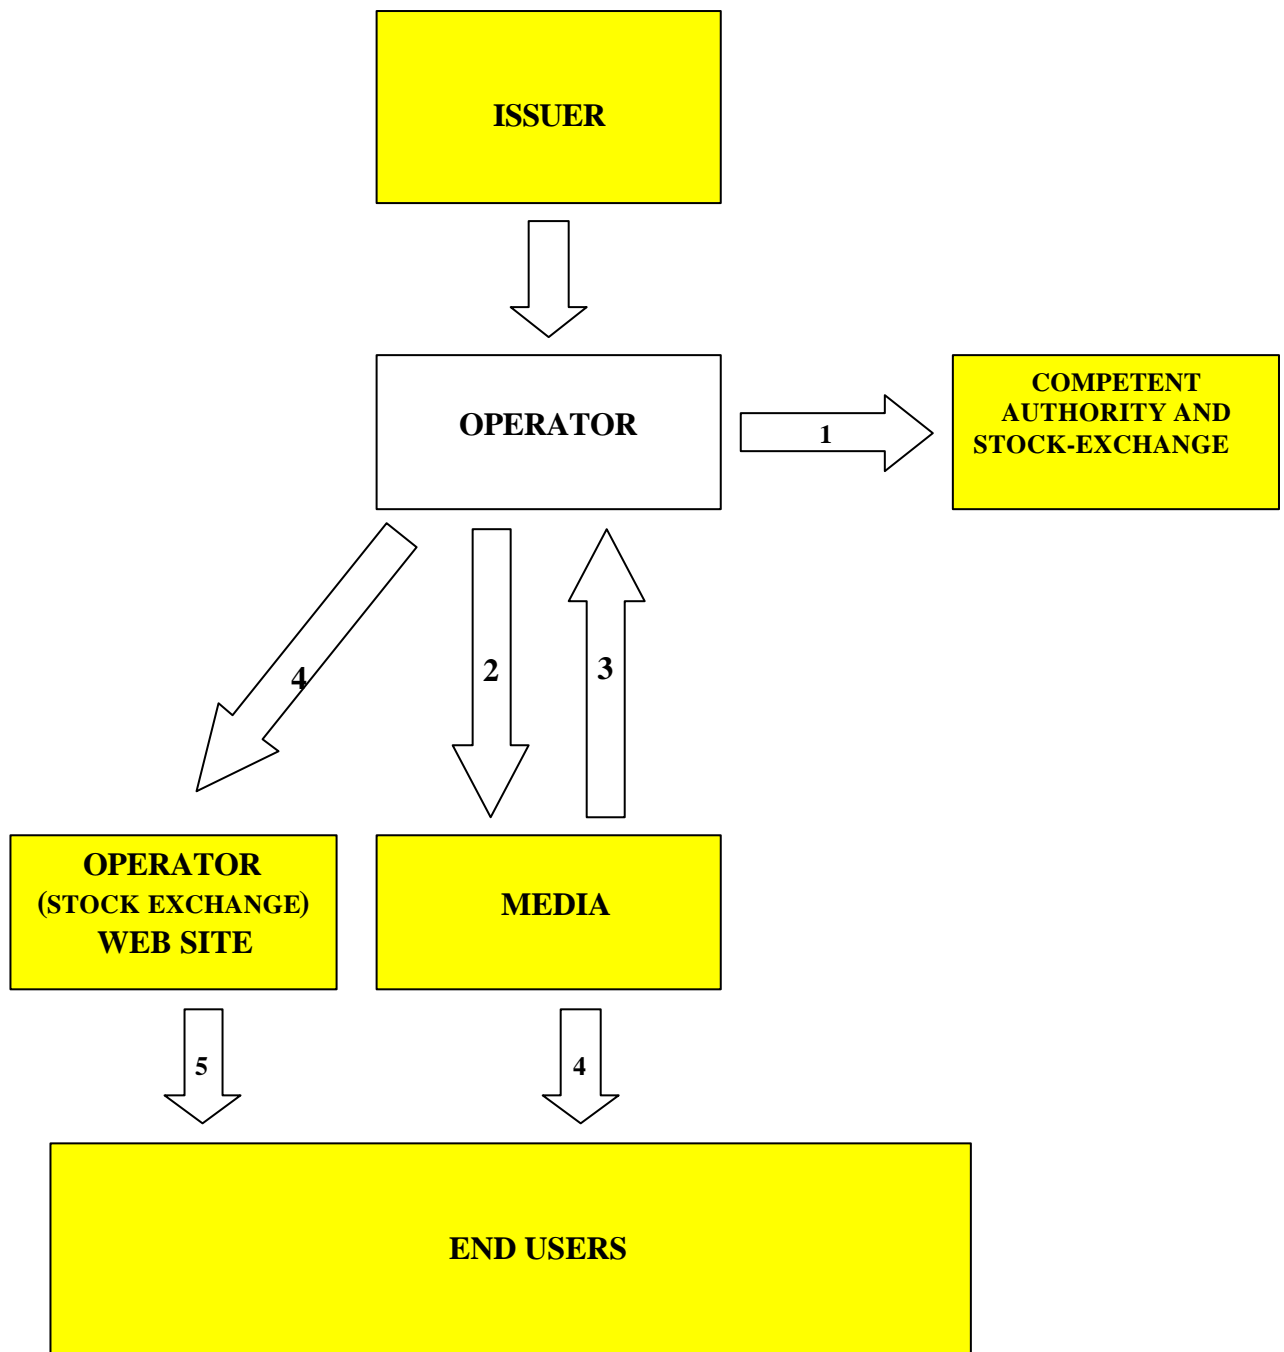 ISSUER
OPERATOR
1
COMPETENT
AUTHORITY AND
STOCK-EXCHANGE
4
2
3
OPERATOR
(STOCK EXCHANGE)
WEB SITE
MEDIA
5
4
END USERS